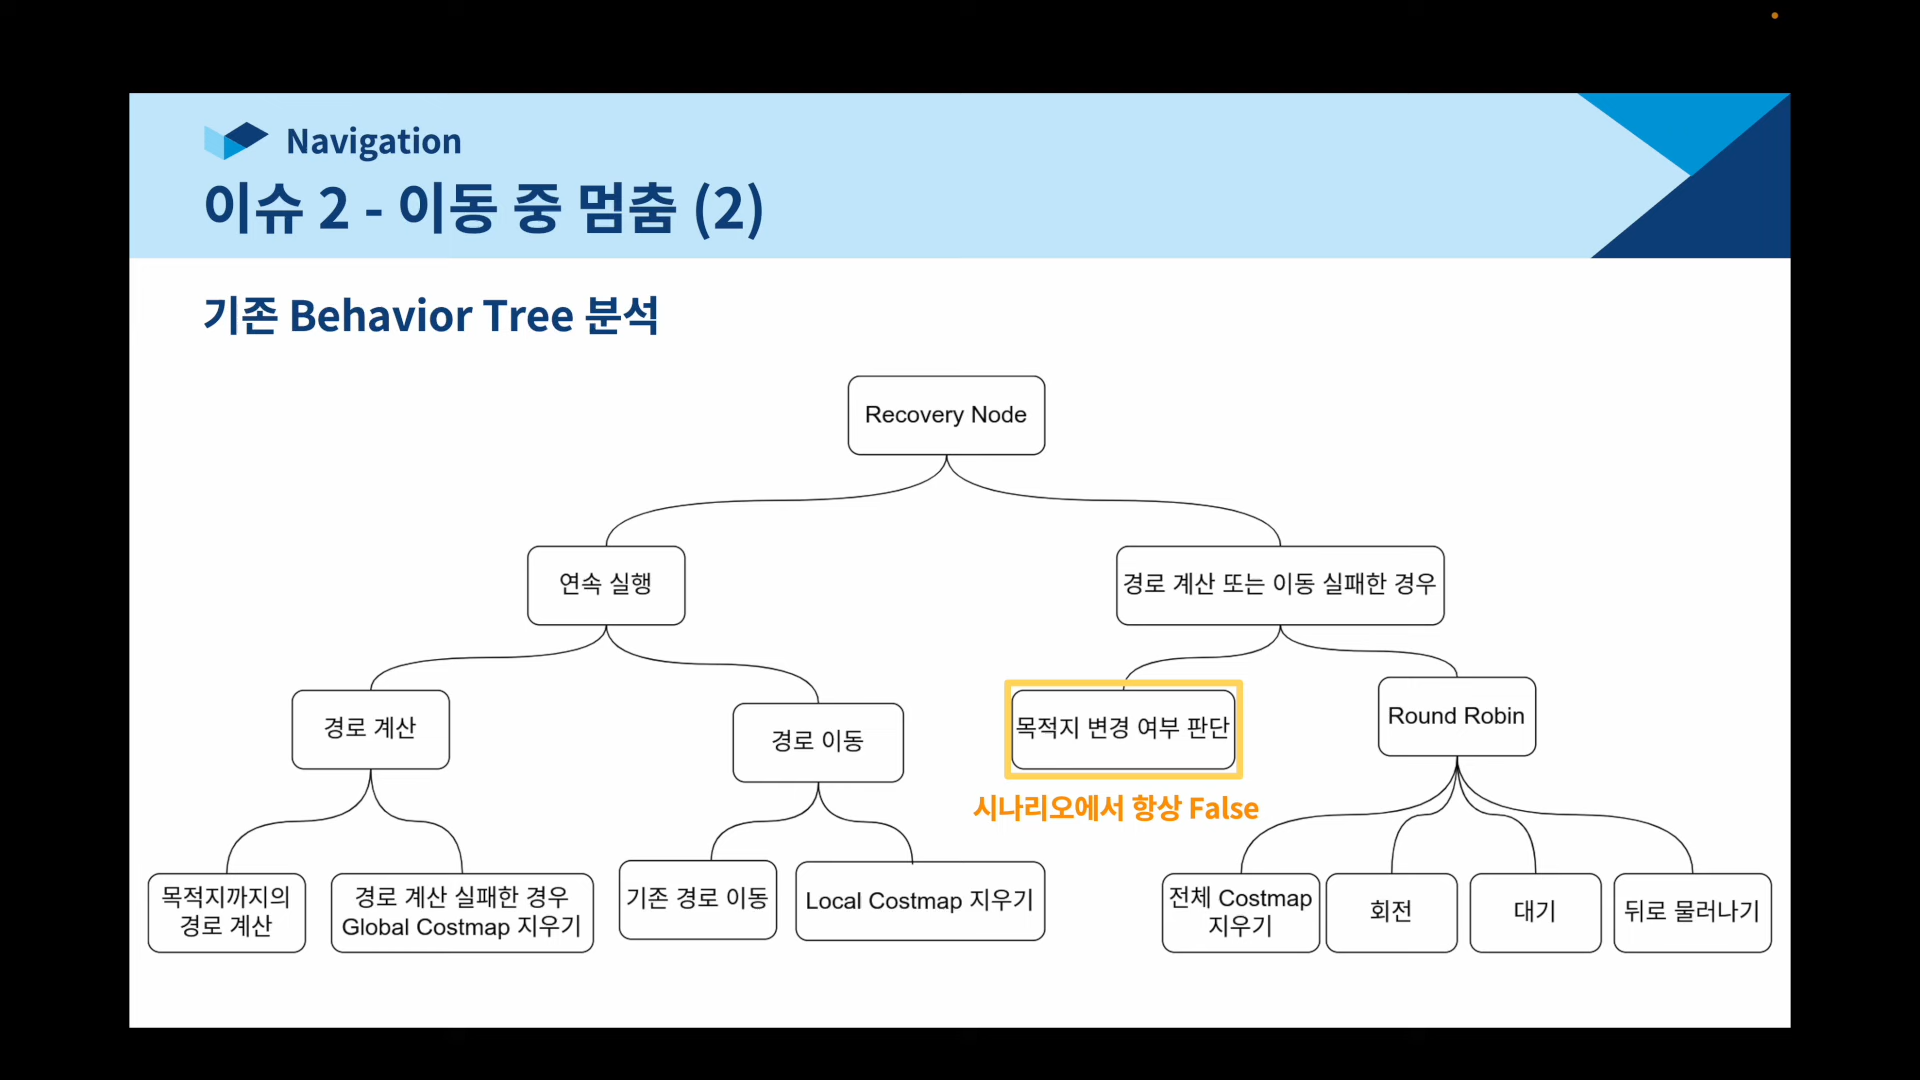 Navigation
이슈 2 - 이동 중 멈춤 (2)
기존 Behavior Tree 분석
Recovery Node
연속 실행
경로 계산 또는 이동 실패한 경우
경로 계산
경로 이동
목적지 변경 여부 판단
Round Robin
시나리오에서 항상 False
목적지까지의
경로 계산
경로 계산 실패한 경우
Global Costmap 지우기
기존 경로 이동
Local Costmap 지우기
전체 Costmap
지우기
회전
대기
뒤로 물러나기